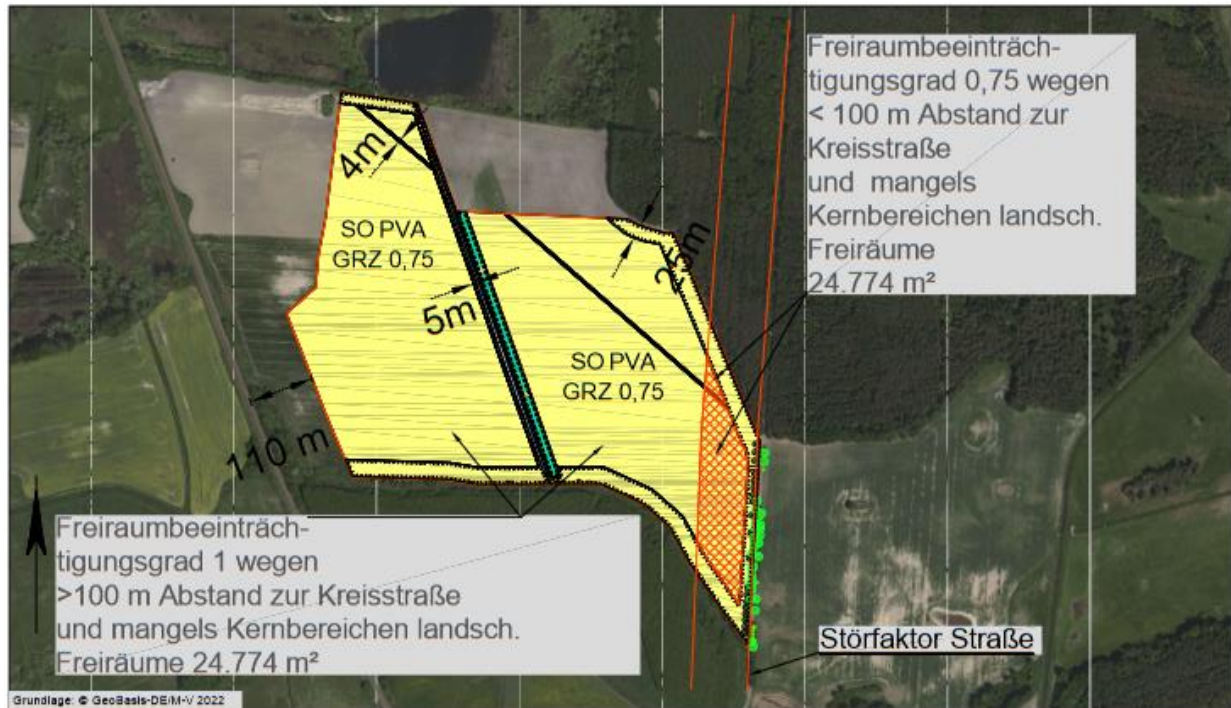 Freiraumbeeinträch-
tigungsgrad 0,75 wegen
< 100 m Abstand zur
Kreisstraße
und mangels
Kernbereichen landsch.
Freiräume
24.774 m²
4m
SO PVA
GRZ 0,75
25m
5m
SO PVA
GRZ 0,75
110 m
Freiraumbeeinträch-
tigungsgrad 1 wegen
>100 m Abstand zur Kreisstraße
und mangels Kernbereichen landsch.
Freiräume 24.774 m²
Störfaktor Straße
Grundlage: © GeoBasis-DE/M-V 2022